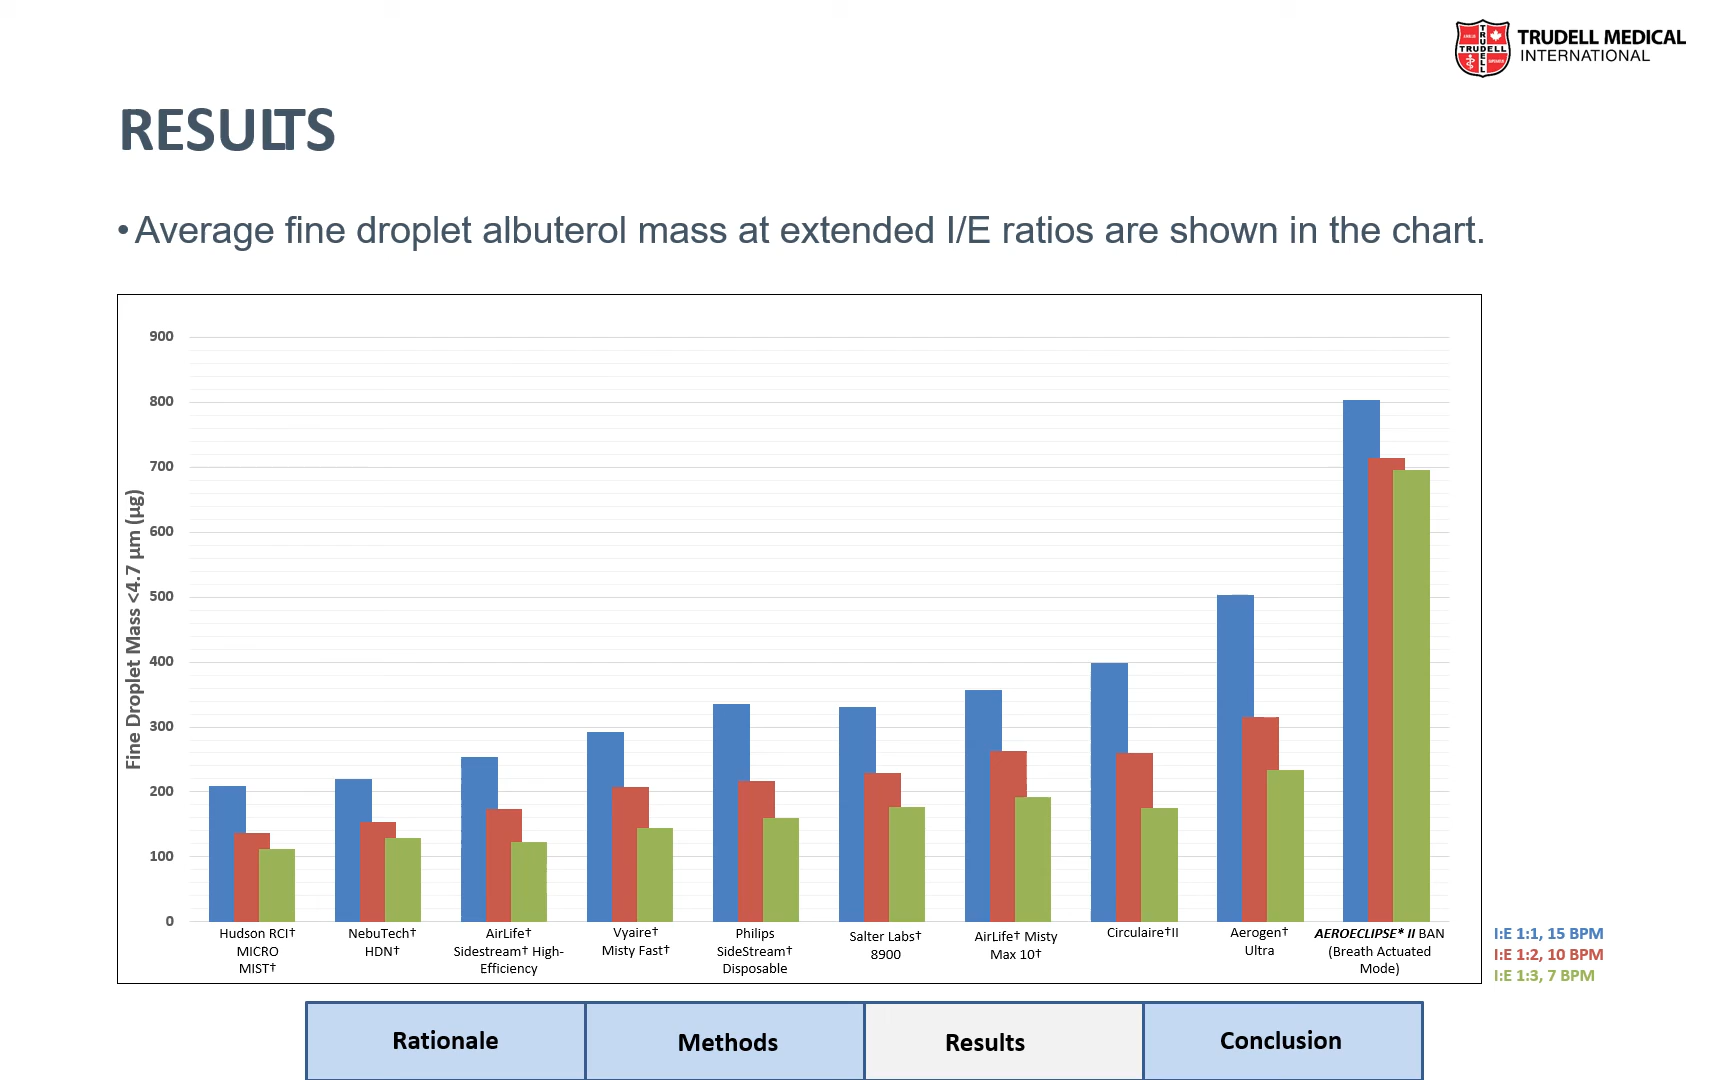 TRUDELL
TRUDELL
TRUDELL MEDICAL
INTERNATIONAL
RESULTS
• Average fine droplet albuterol mass at extended I/E ratios are shown in the chart.
Fine Droplet Mass <4.7 µm (µg)
900
800
700
600
500
400
300
200
100
0
Hudson RCI†
MICRO
MIST†
NebuTech†
HDN†
AirLife†
Sidestream† High-
Efficiency
Vyaire†
Misty Fast†
Philips
SideStream†
Disposable
Salter Labs†
8900
AirLife† Misty
Max 10†
Circulaire†II
Aerogen†
Ultra
AEROECLIPSE* II BAN
(Breath Actuated
Mode)
I:E 1:1, 15 BPM
I:E 1:2, 10 BPM
I:E 1:3, 7 BPM
Rationale
Methods
Results
Conclusion